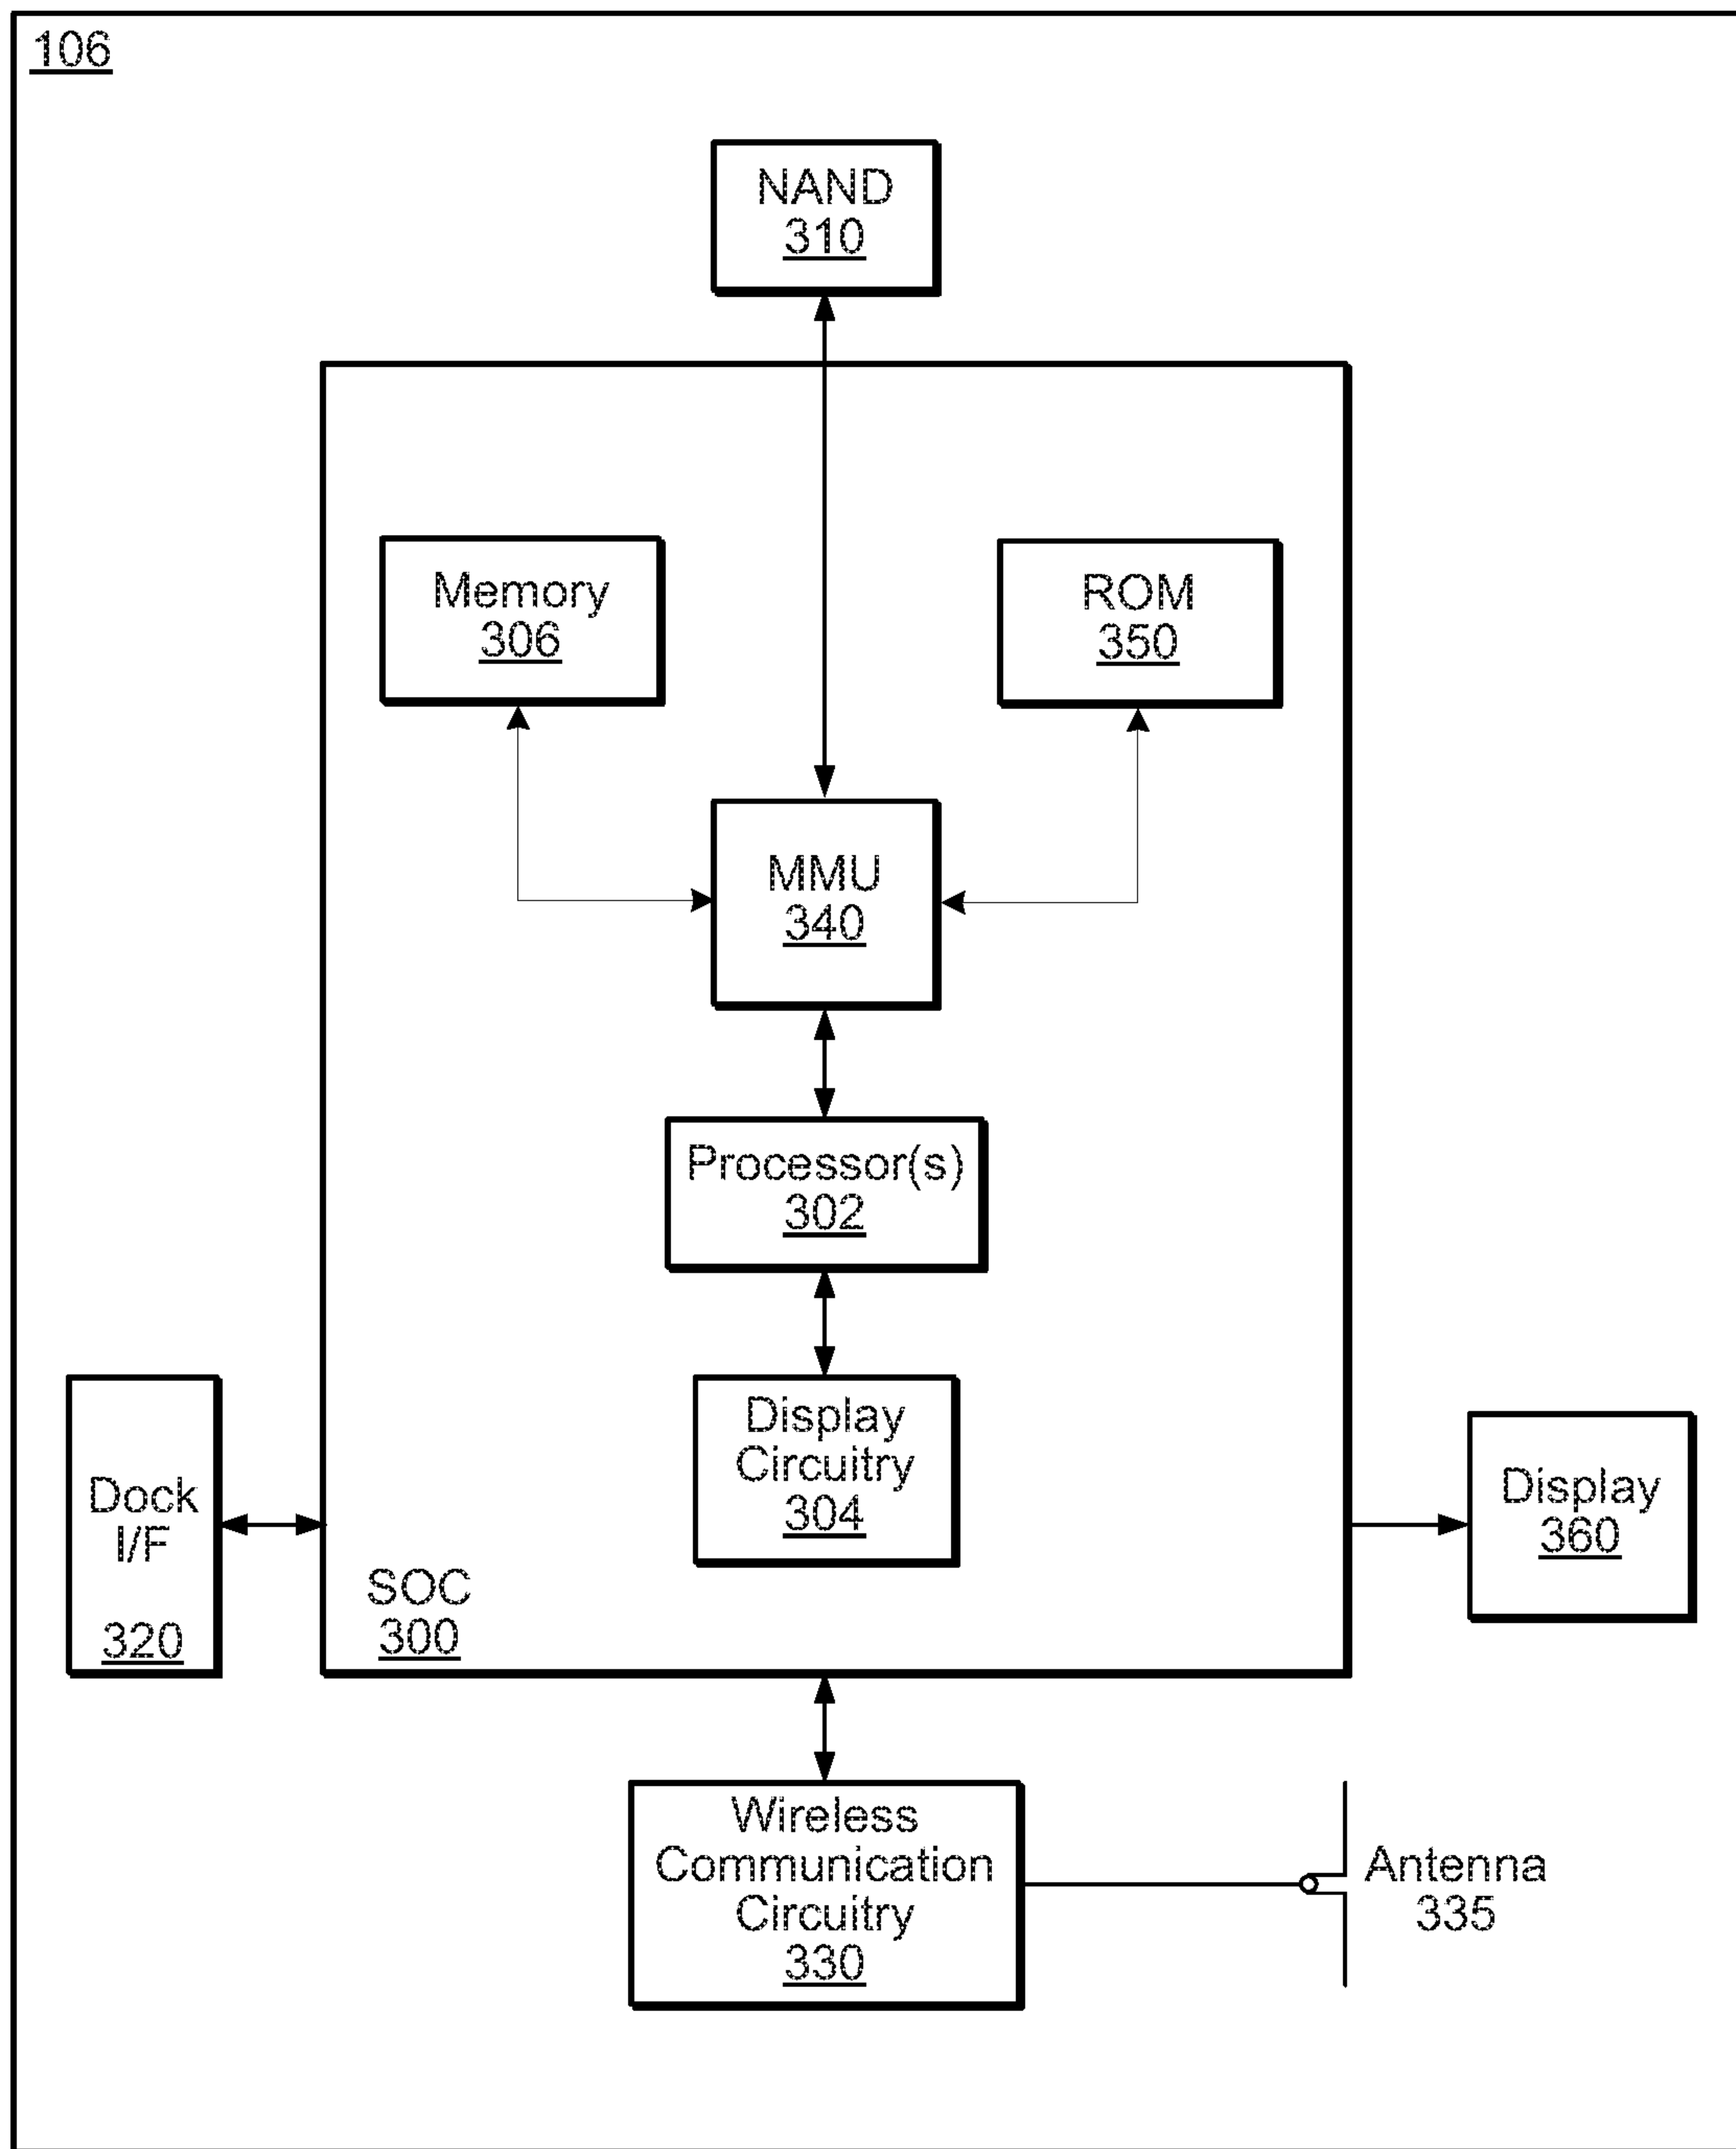 106
NAND
310
Memory
306
ROM
350
MMU
340
Processor(s)
302
Display
Circuitry
304
Dock
I/F
320
SOC
300
Display
360
Wireless
Communication
Circuitry
330
Antenna
335